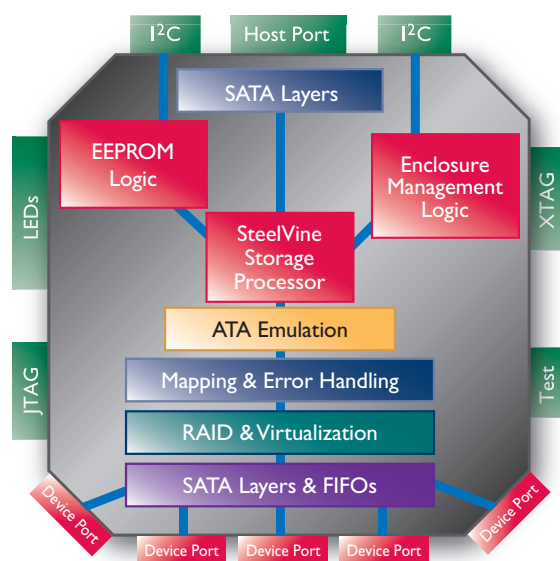 I²C
Host Port
I²C
SATA Layers
EEPROM
Logic
Enclosure
Management
Logic
LEDs
XTAG
SteelVine
Storage
Processor
ATA Emulation
JTAG
Mapping & Error Handling
Test
RAID & Virtualization
SATA Layers & FIFOs
Device Port
Device Port
Device Port
Device Port
Device Port